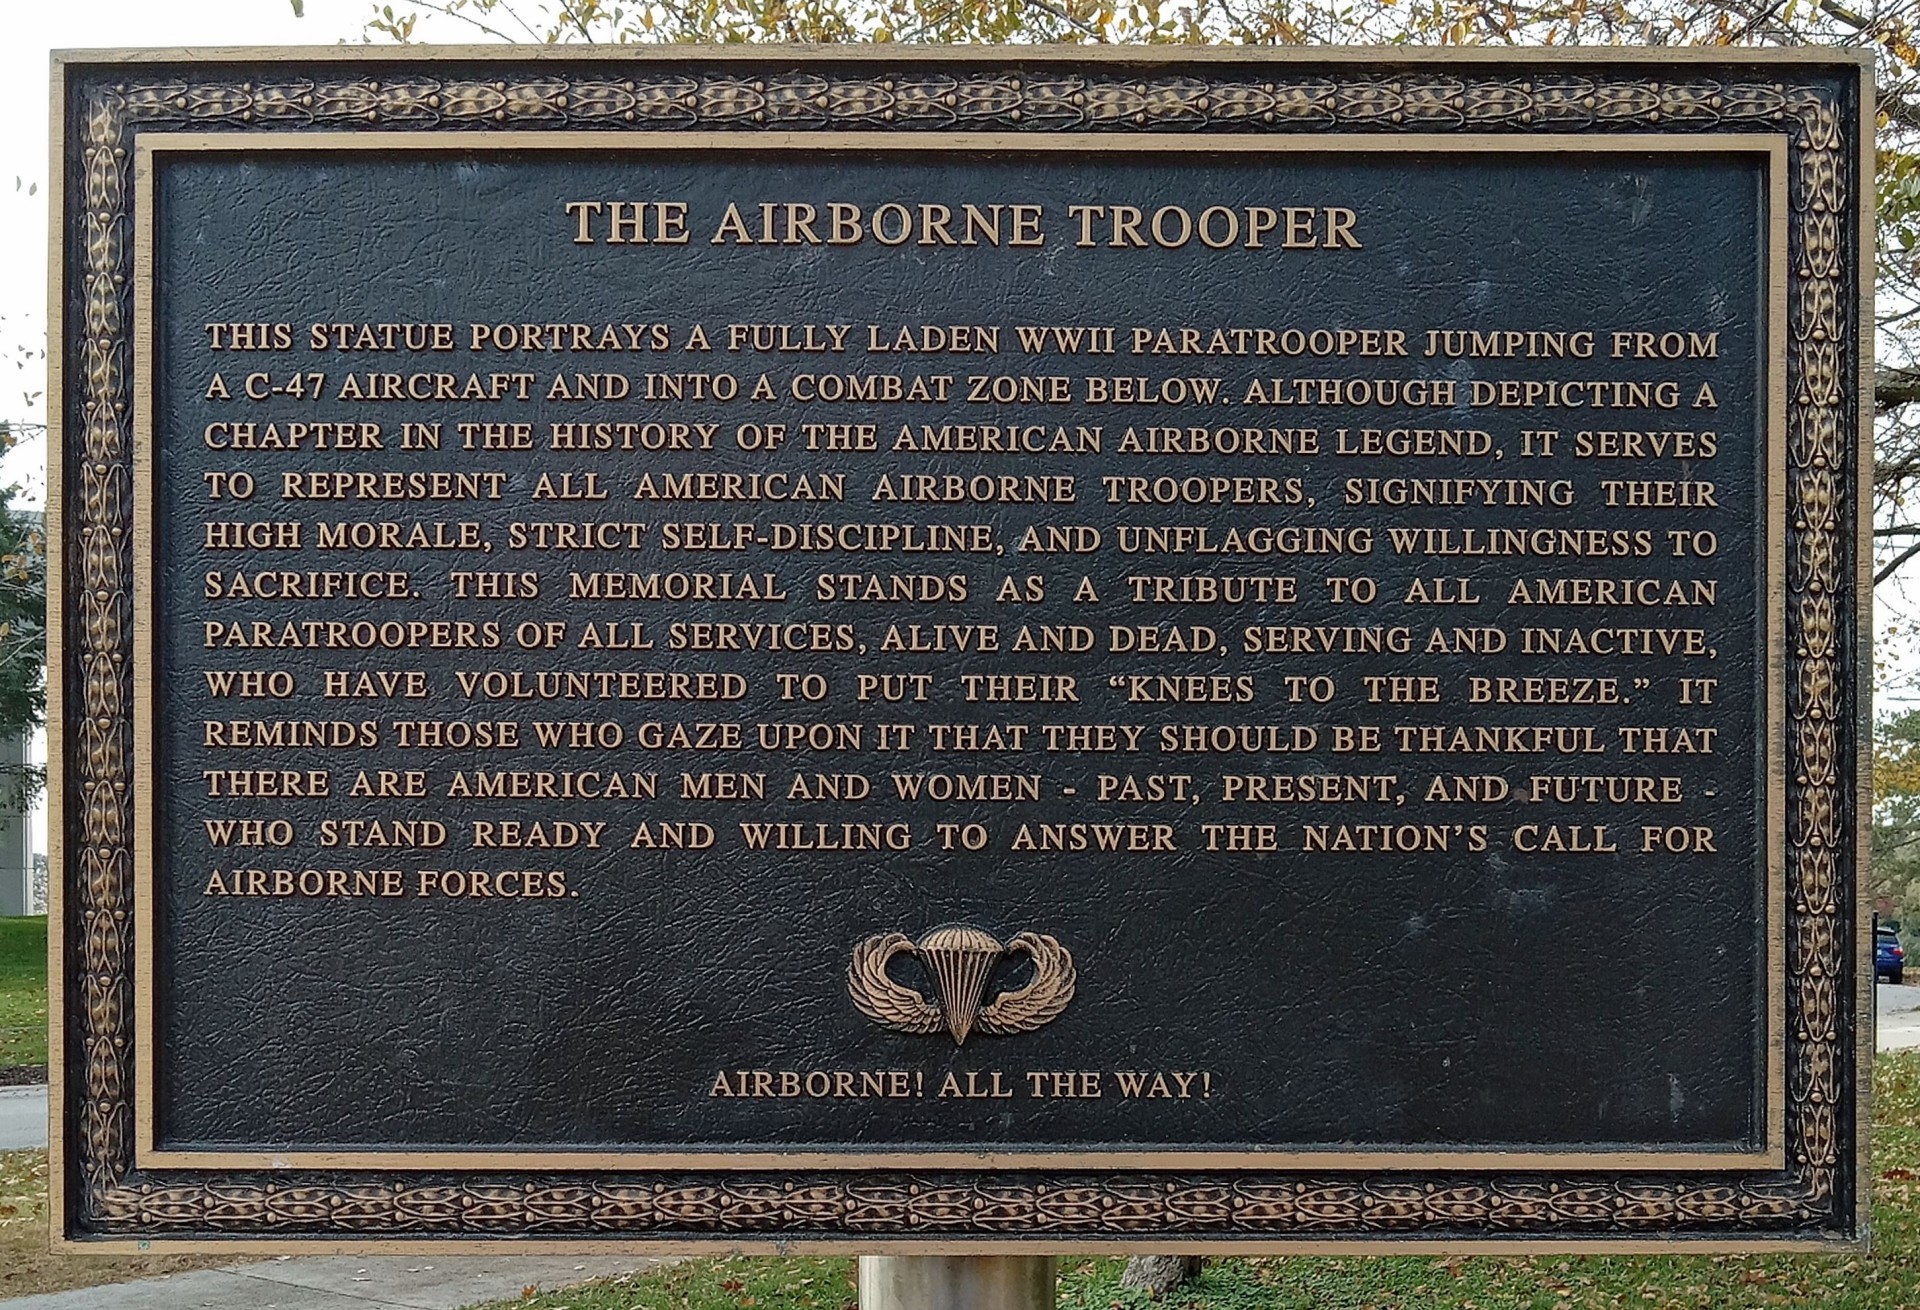 THE AIRBORNE TROOPER
THIS STATUE PORTRAYS A FULLY LADEN WWII PARATROOPER JUMPING FROM
A C-47 AIRCRAFT AND INTO A COMBAT ZONE BELOW. ALTHOUGH DEPICTING A
CHAPTER IN THE HISTORY OF THE AMERICAN AIRBORNE LEGEND, IT SERVES
TO REPRESENT ALL AMERICAN AIRBORNE TROOPERS, SIGNIFYING THEIR
HIGH MORALE, STRICT SELF-DISCIPLINE, AND UNFLAGGING WILLINGNESS TO
SACRIFICE. THIS MEMORIAL STANDS AS A TRIBUTE TO ALL AMERICAN
PARATROOPERS OF ALL SERVICES, ALIVE AND DEAD, SERVING AND INACTIVE,
WHO HAVE VOLUNTEERED TO PUT THEIR “KNEES TO THE BREEZE.” IT
REMINDS THOSE WHO GAZE UPON IT THAT THEY SHOULD BE THANKFUL THAT
THERE ARE AMERICAN MEN AND WOMEN - PAST, PRESENT, AND FUTURE -
WHO STAND READY AND WILLING TO ANSWER THE NATION’S CALL FOR
AIRBORNE FORCES.
AIRBORNE! ALL THE WAY!